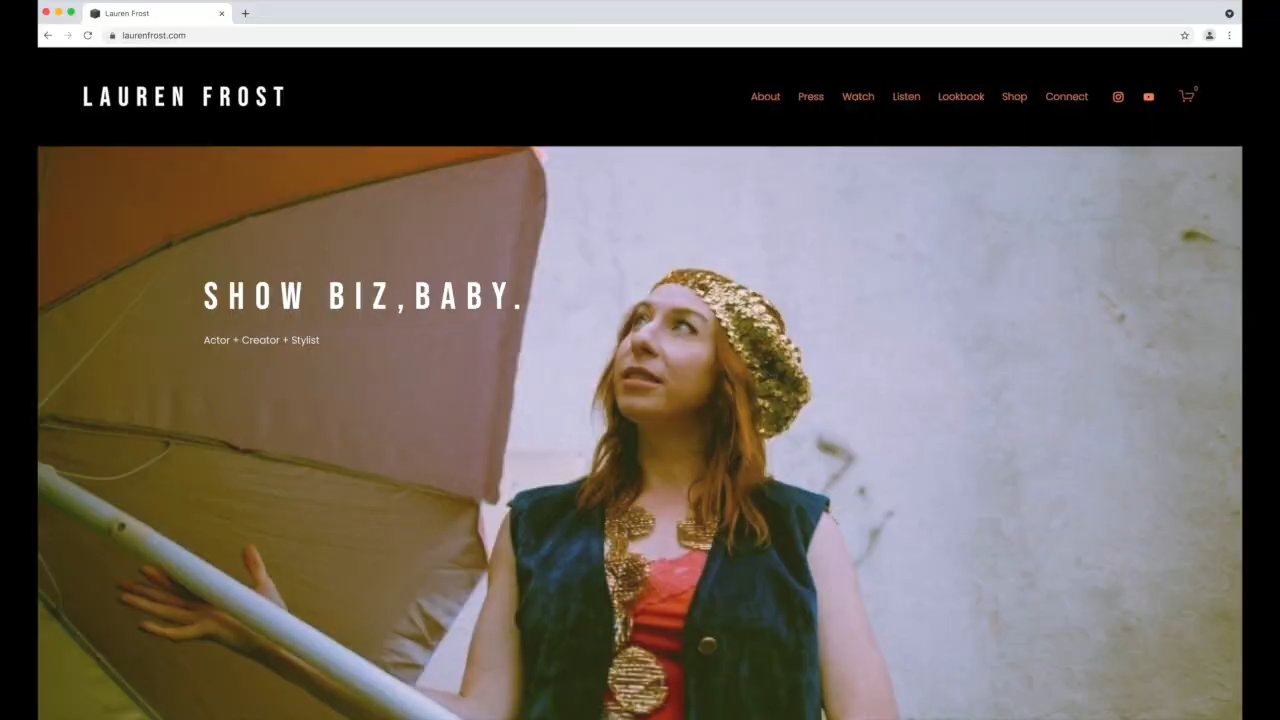 Lauren Frost
laurenfrost.com
LAUREN FROST
About Press Watch Listen Lookbook Shop Connect 0
SHOW BIZ,BABY.
Actor + Creator + Stylist